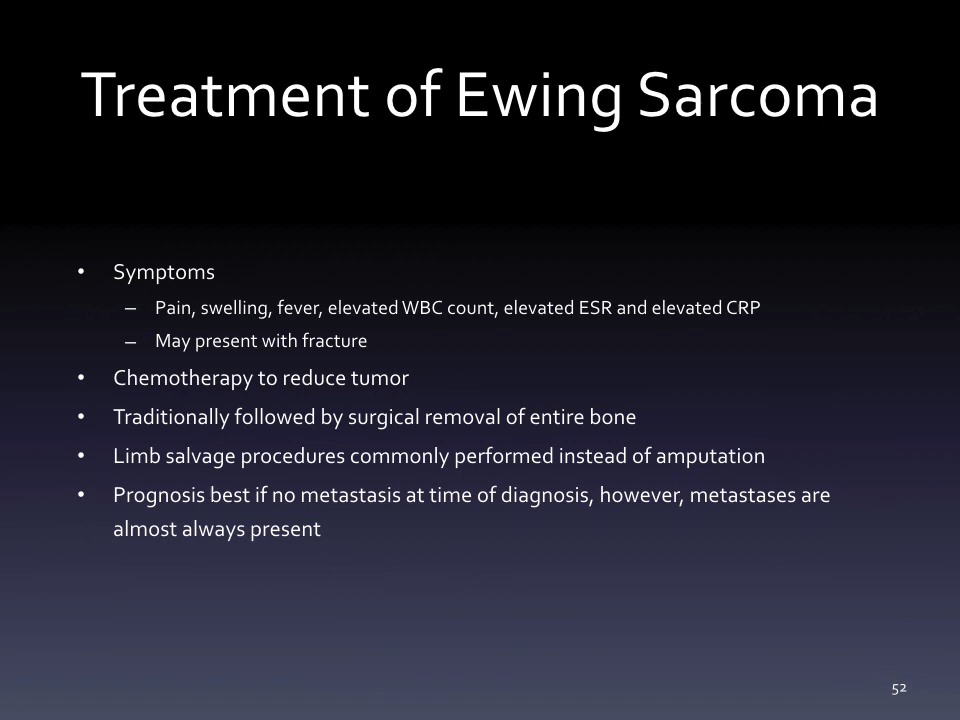 Treatment of Ewing Sarcoma
• Symptoms
– Pain, swelling, fever, elevated WBC count, elevated ESR and elevated CRP
– May present with fracture
• Chemotherapy to reduce tumor
• Traditionally followed by surgical removal of entire bone
• Limb salvage procedures commonly performed instead of amputation
• Prognosis best if no metastasis at time of diagnosis, however, metastases are
almost always present
52